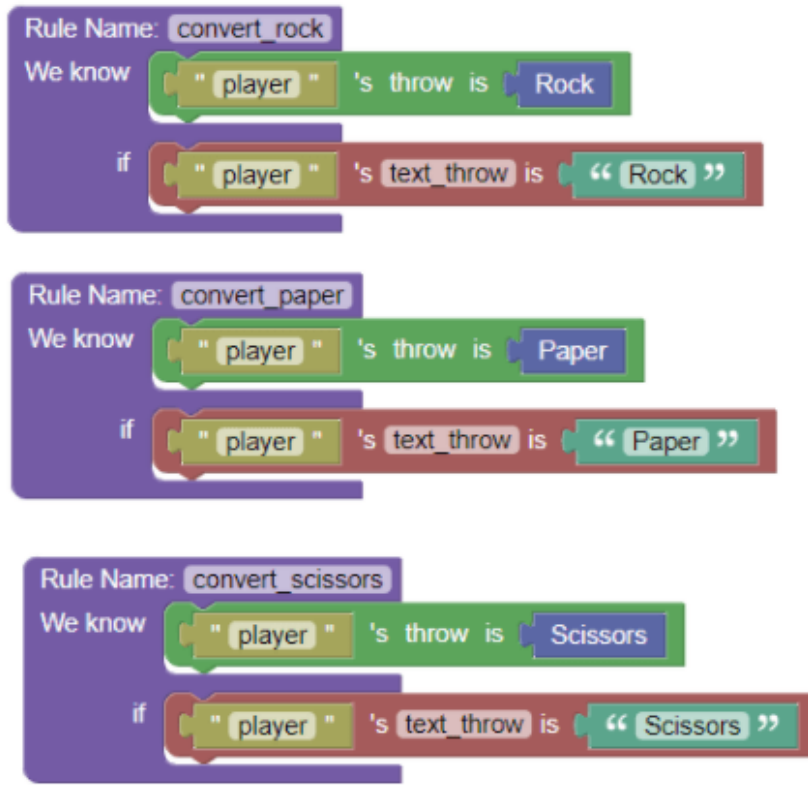 Rule Name: convert_rock
We know " player " 's throw is Rock
if " player " 's text_throw is “ Rock ”
Rule Name: convert_paper
We know " player " 's throw is Paper
if " player " 's text_throw is “ Paper ”
Rule Name: convert_scissors
We know " player " 's throw is Scissors
if " player " 's text_throw is “ Scissors ”